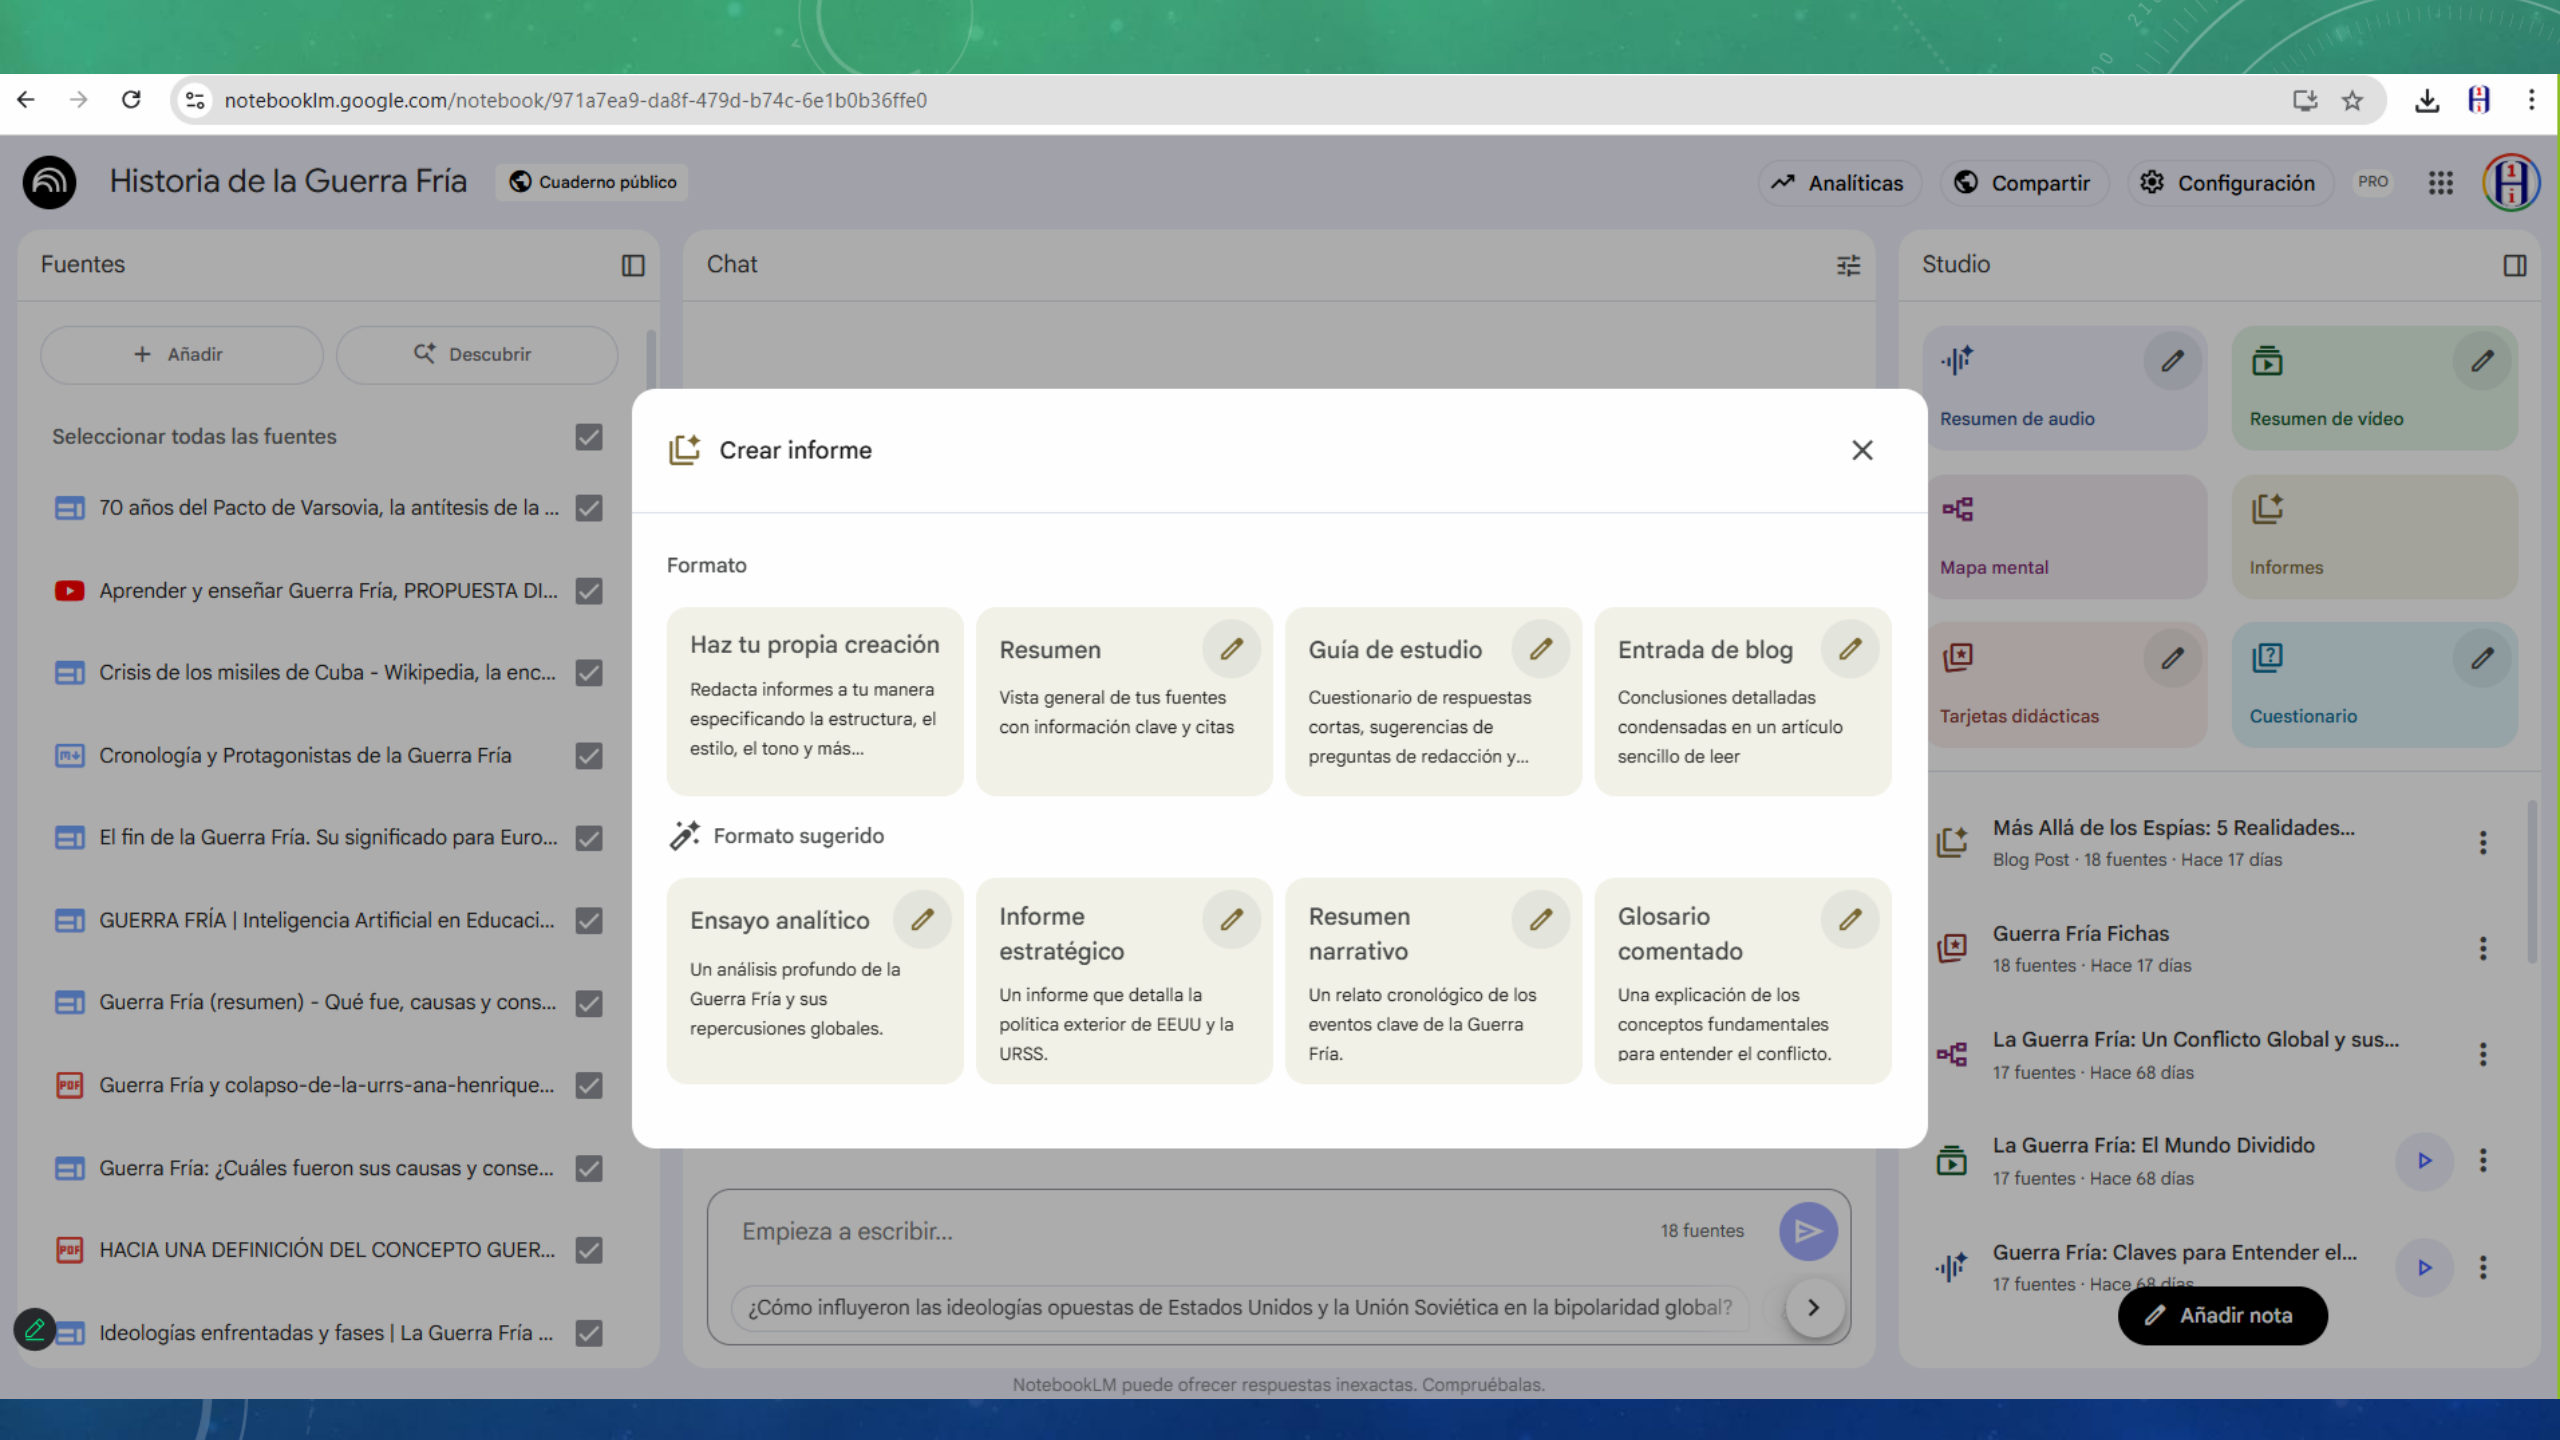 notebooklm.google.com/notebook/971a7ea9-da8f-479d-b74c-6e1b0b36ffe0
Historia de la Guerra Fría
Cuaderno público
Analíticas
Compartir
Configuración
PRO
Fuentes
Añadir
Descubrir
Seleccionar todas las fuentes
70 años del Pacto de Varsovia, la antítesis de la ...
Aprender y enseñar Guerra Fría, PROPUESTA DI...
Crisis de los misiles de Cuba - Wikipedia, la enc...
Cronología y Protagonistas de la Guerra Fría
El fin de la Guerra Fría. Su significado para Euro...
GUERRA FRÍA | Inteligencia Artificial en Educaci...
Guerra Fría (resumen) - Qué fue, causas y cons...
Guerra Fría y colapso-de-la-urrs-ana-henrique...
Guerra Fría: ¿Cuáles fueron sus causas y conse...
HACIA UNA DEFINICIÓN DEL CONCEPTO GUER...
Ideologías enfrentadas y fases | La Guerra Fría ...
Chat
Crear informe
Formato
Haz tu propia creación
Redacta informes a tu manera
especificando la estructura, el
estilo, el tono y más...
Resumen
Vista general de tus fuentes
con información clave y citas
Guía de estudio
Cuestionario de respuestas
cortas, sugerencias de
preguntas de redacción y...
Entrada de blog
Conclusiones detalladas
condensadas en un artículo
sencillo de leer
Formato sugerido
Ensayo analítico
Un análisis profundo de la
Guerra Fría y sus
repercusiones globales.
Informe
estratégico
Un informe que detalla la
política exterior de EEUU y la
URSS.
Resumen
narrativo
Un relato cronológico de los
eventos clave de la Guerra
Fría.
Glosario
comentado
Una explicación de los
conceptos fundamentales
para entender el conflicto.
Empieza a escribir...
18 fuentes
¿Cómo influyeron las ideologías opuestas de Estados Unidos y la Unión Soviética en la bipolaridad global?
NotebookLM puede ofrecer respuestas inexactas. Compruébalas.
Studio
Resumen de audio
Resumen de vídeo
Mapa mental
Informes
Tarjetas didácticas
Cuestionario
Más Allá de los Espías: 5 Realidades...
Blog Post · 18 fuentes · Hace 17 días
Guerra Fría Fichas
18 fuentes · Hace 17 días
La Guerra Fría: Un Conflicto Global y sus...
17 fuentes · Hace 68 días
La Guerra Fría: El Mundo Dividido
17 fuentes · Hace 68 días
Guerra Fría: Claves para Entender el...
17 fuentes · Hace 68 días
Añadir nota